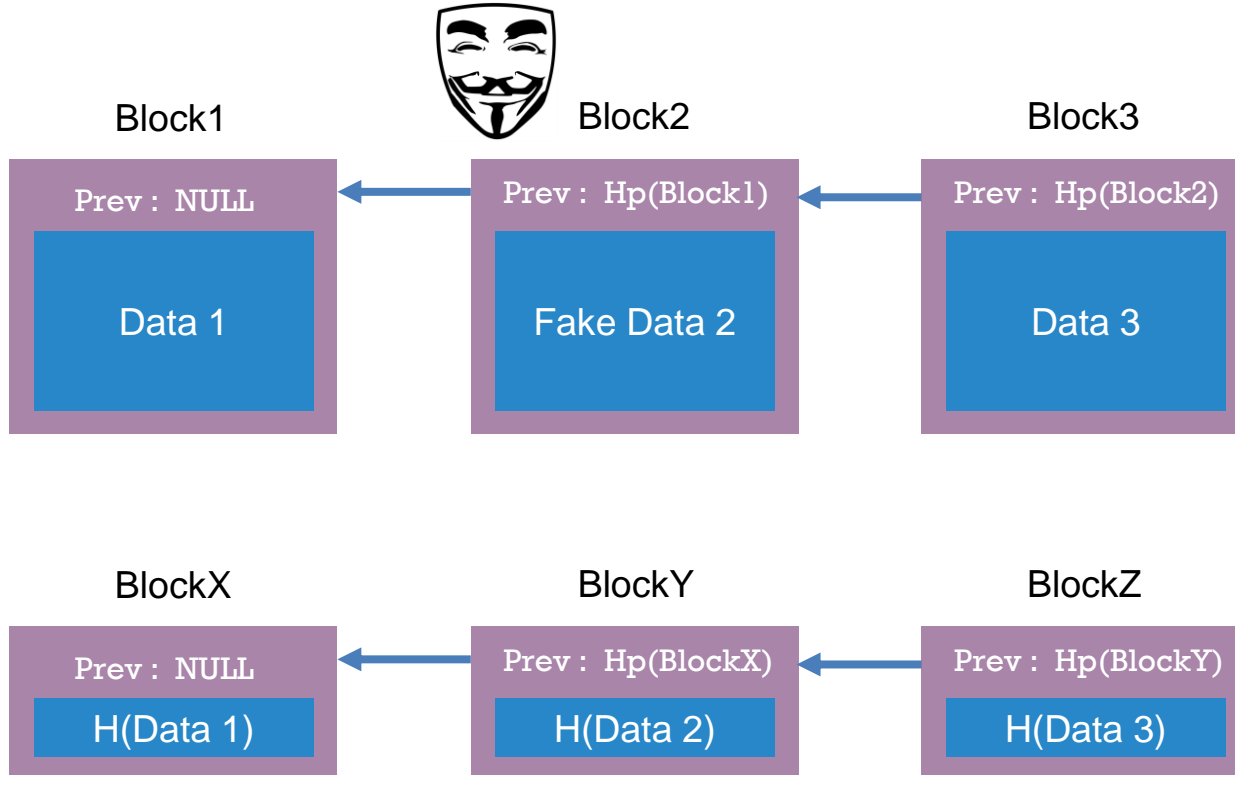 Block1
Block2
Block3
Prev : NULL
Prev : Hp(Block1)
Prev : Hp(Block2)
Data 1
Fake Data 2
Data 3
BlockX
BlockY
BlockZ
Prev : NULL
Prev : Hp(BlockX)
Prev : Hp(BlockY)
H(Data 1)
H(Data 2)
H(Data 3)